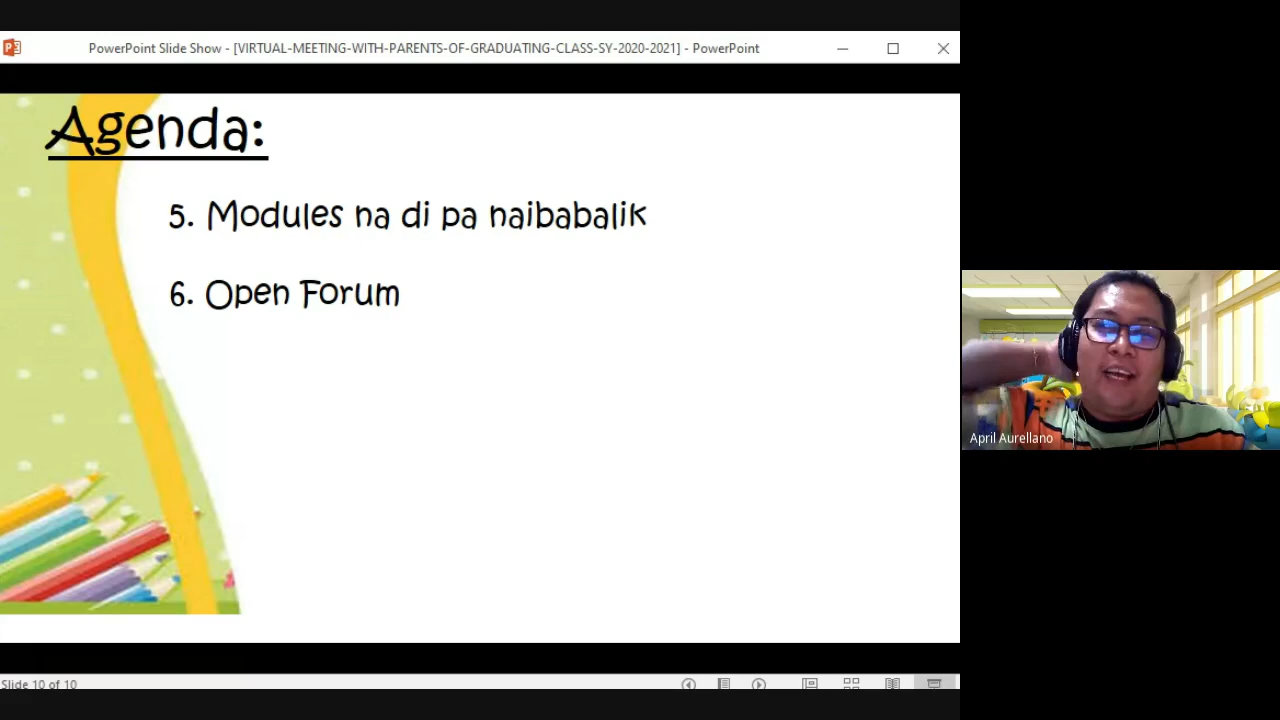 PowerPoint Slide Show - [VIRTUAL-MEETING-WITH-PARENTS-OF-GRADUATING-CLASS-SY-2020-2021] - PowerPoint
Agenda:
5. Modules na di pa naibabalik
6. Open Forum
April Aurellano
Slide 10 of 10